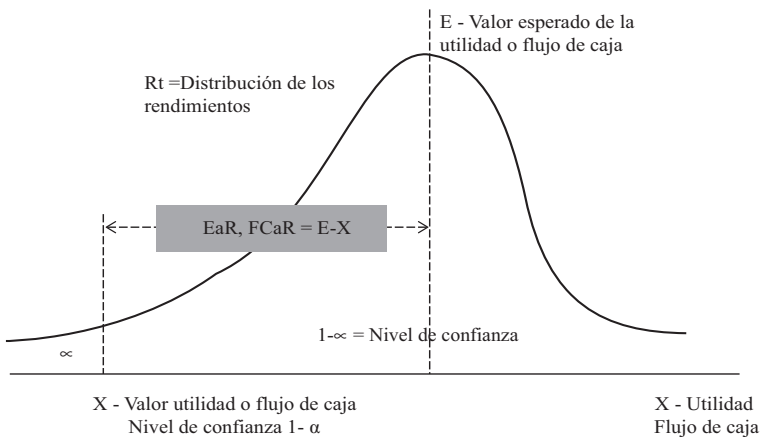 E - Valor esperado de la
utilidad o flujo de caja
Rt =Distribución de los
rendimientos
EaR, FCaR = E-X
1-∝ = Nivel de confianza
∝
X - Valor utilidad o flujo de caja
Nivel de confianza 1- α
X - Utilidad
Flujo de caja